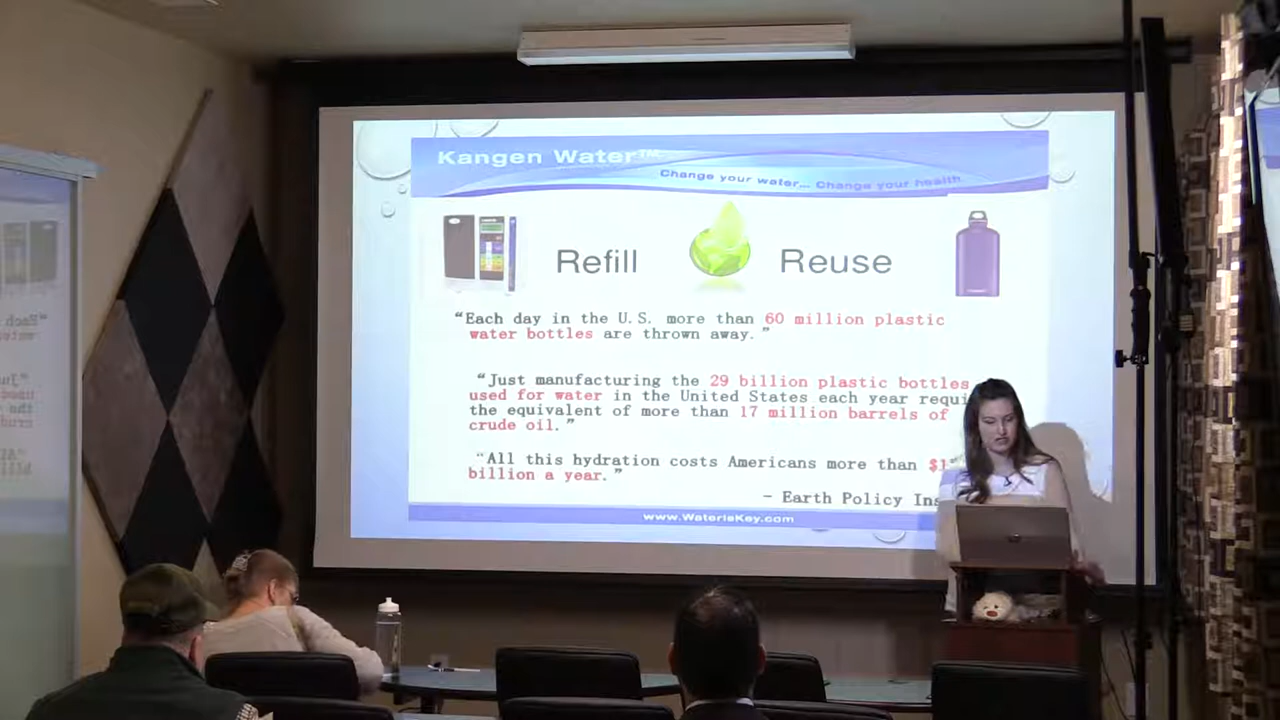 Kangen Water™
Change your water... Change your health
Refill
Reuse
“Each day in the U.S. more than 60 million plastic
water bottles are thrown away.”
“Just manufacturing the 29 billion plastic bottles
used for water in the United States each year requi
the equivalent of more than 17 million barrels of
crude oil.”
“All this hydration costs Americans more than $1
billion a year.”
- Earth Policy Ins
www.WaterisKey.com